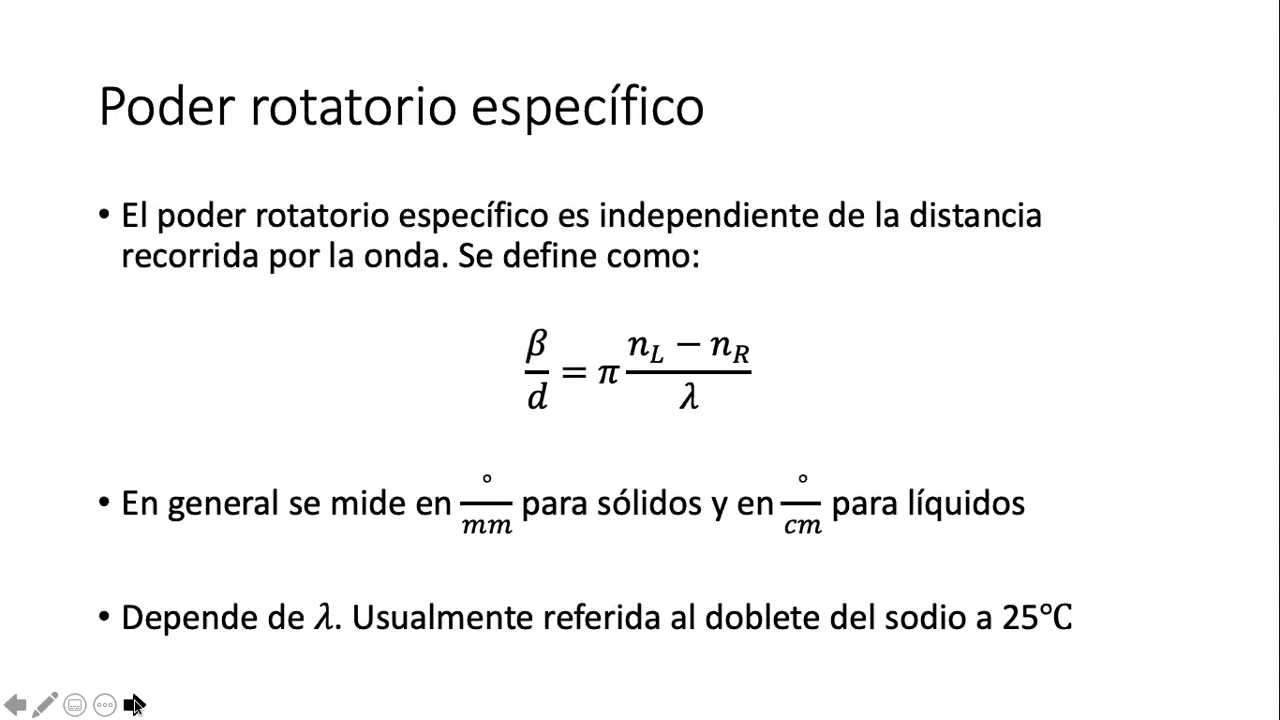 Poder rotatorio específico
• El poder rotatorio específico es independiente de la distancia
recorrida por la onda. Se define como:
β/d = π (n_L − n_R)/λ
• En general se mide en °/mm para sólidos y en °/cm para líquidos
• Depende de λ. Usualmente referida al doblete del sodio a 25℃